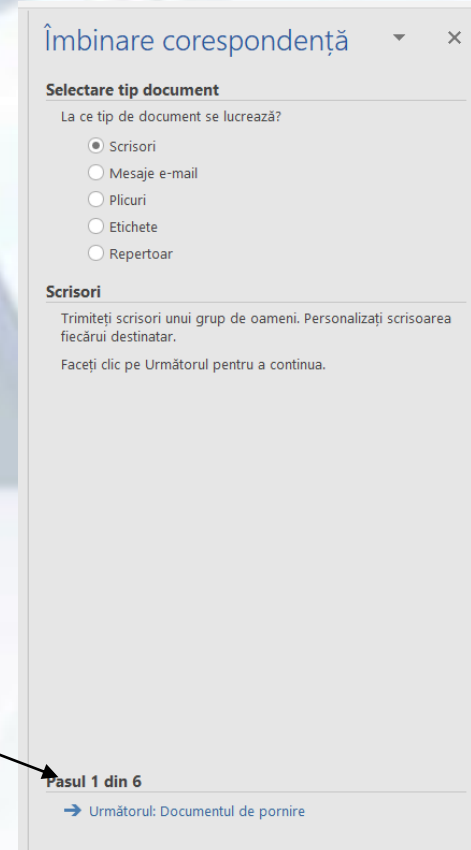 Îmbinare corespondență
Selectare tip document
La ce tip de document se lucrează?
Scrisori
Mesaje e-mail
Plicuri
Etichete
Repertoar
Scrisori
Trimiteți scrisori unui grup de oameni. Personalizați scrisoarea
fiecărui destinatar.
Faceți clic pe Următorul pentru a continua.
Pasul 1 din 6
Următorul: Documentul de pornire